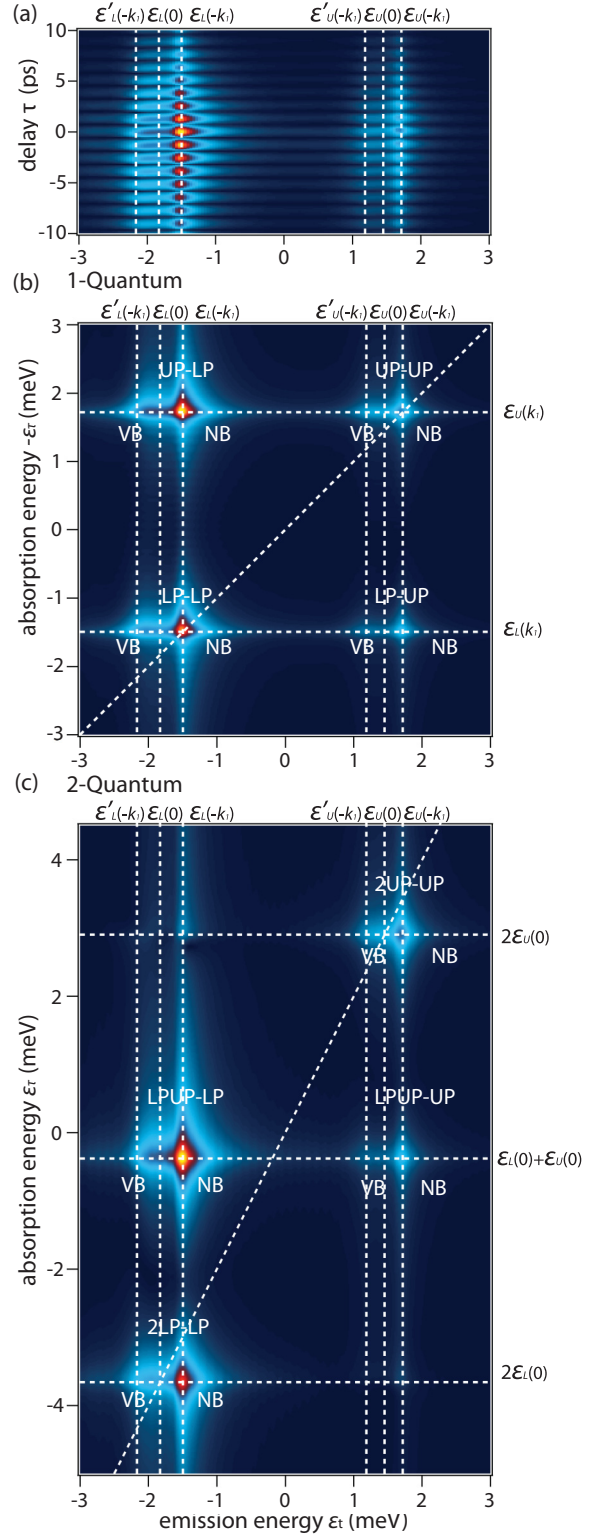 (a)
ε′L(-k₁) εL(0) εL(-k₁) ε′U(-k₁) εU(0) εU(-k₁)
10
5
0
-5
-10
delay τ (ps)
-3 -2 -1 0 1 2 3
(b) 1-Quantum
ε′L(-k₁) εL(0) εL(-k₁) ε′U(-k₁) εU(0) εU(-k₁)
3
2
1
0
-1
-2
-3
absorption energy -ετ (meV)
UP-LP UP-UP
VB NB VB NB
εU(k₁)
LP-LP LP-UP
VB NB VB NB
εL(k₁)
-3 -2 -1 0 1 2 3
(c) 2-Quantum
ε′L(-k₁) εL(0) εL(-k₁) ε′U(-k₁) εU(0) εU(-k₁)
4
2
0
-2
-4
absorption energy ετ (meV)
2UP-UP
VB NB
2εU(0)
LPUP-LP LPUP-UP
VB NB VB NB
εL(0)+εU(0)
2LP-LP
VB NB
2εL(0)
-3 -2 -1 0 1 2 3
emission energy εt (meV)